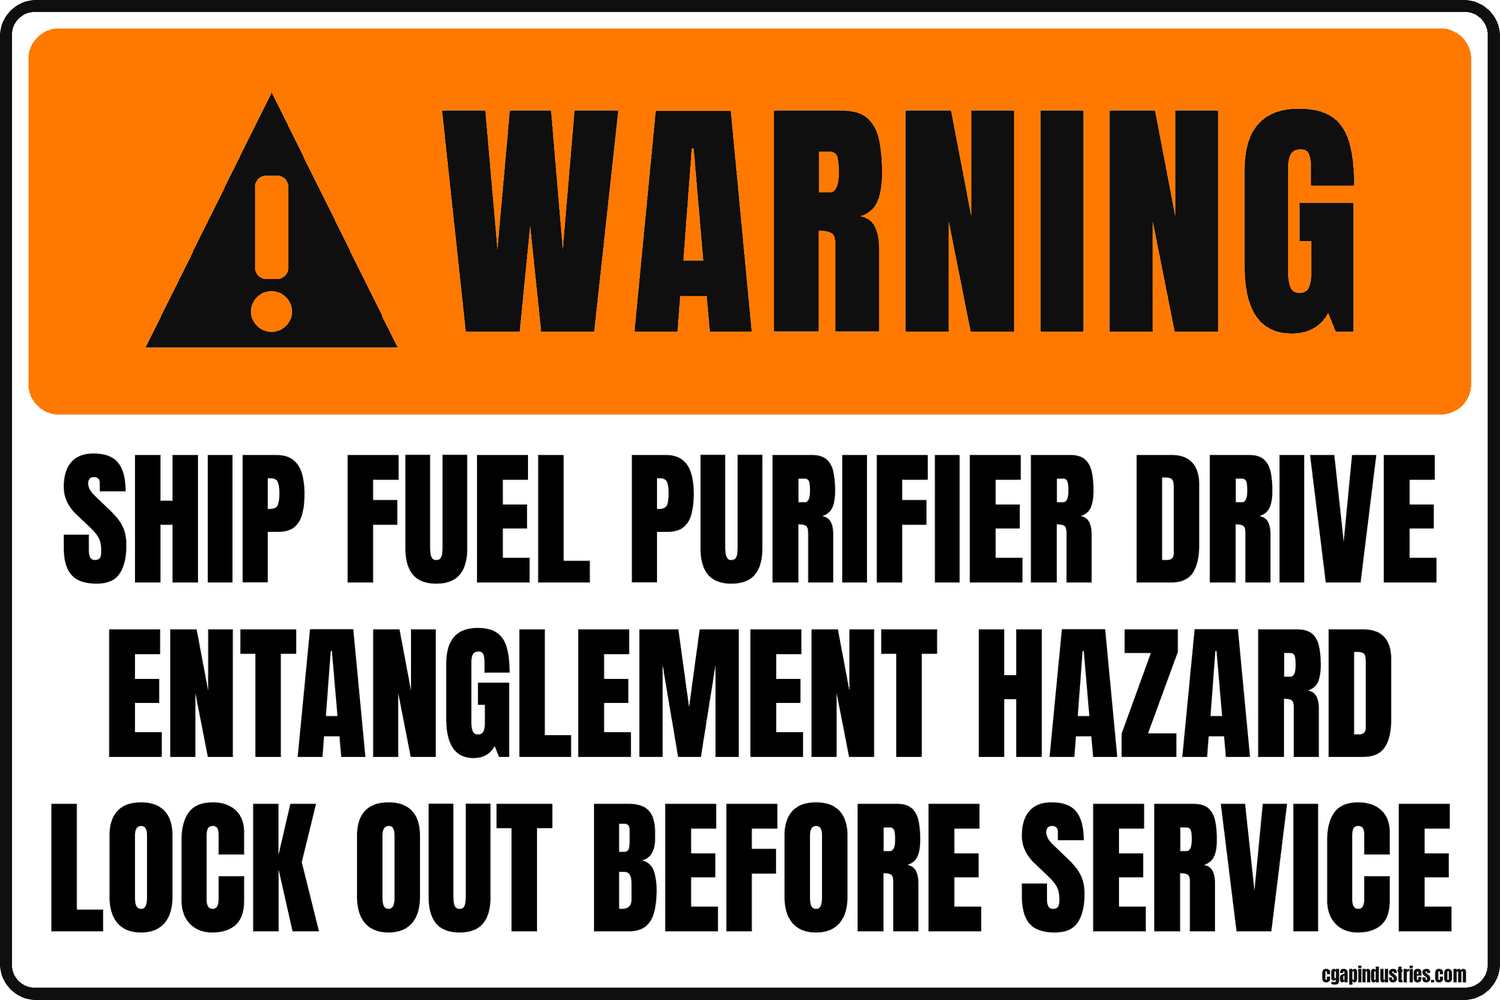 WARNING
SHIP FUEL PURIFIER DRIVE
ENTANGLEMENT HAZARD
LOCK OUT BEFORE SERVICE
cgapindustries.com